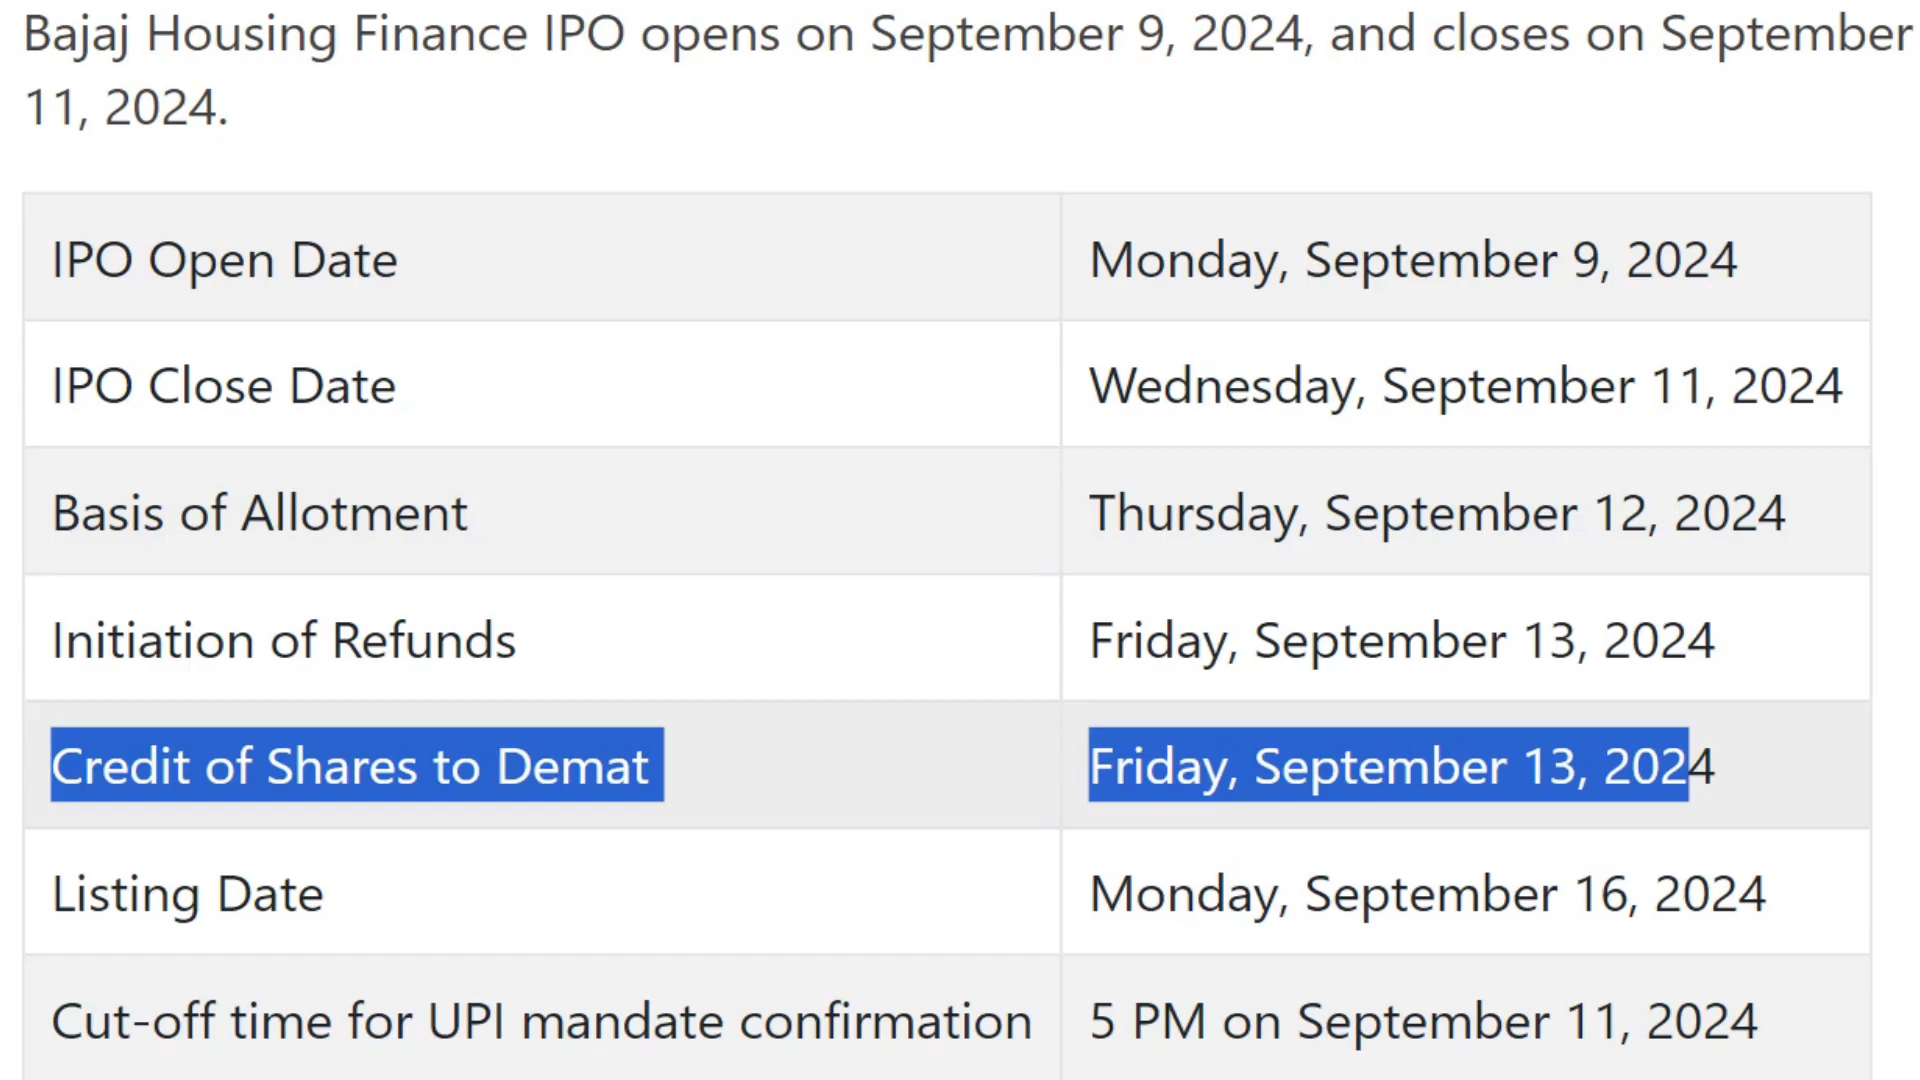 Bajaj Housing Finance IPO opens on September 9, 2024, and closes on September
11, 2024.
IPO Open Date Monday, September 9, 2024
IPO Close Date Wednesday, September 11, 2024
Basis of Allotment Thursday, September 12, 2024
Initiation of Refunds Friday, September 13, 2024
Credit of Shares to Demat Friday, September 13, 2024
Listing Date Monday, September 16, 2024
Cut-off time for UPI mandate confirmation 5 PM on September 11, 2024